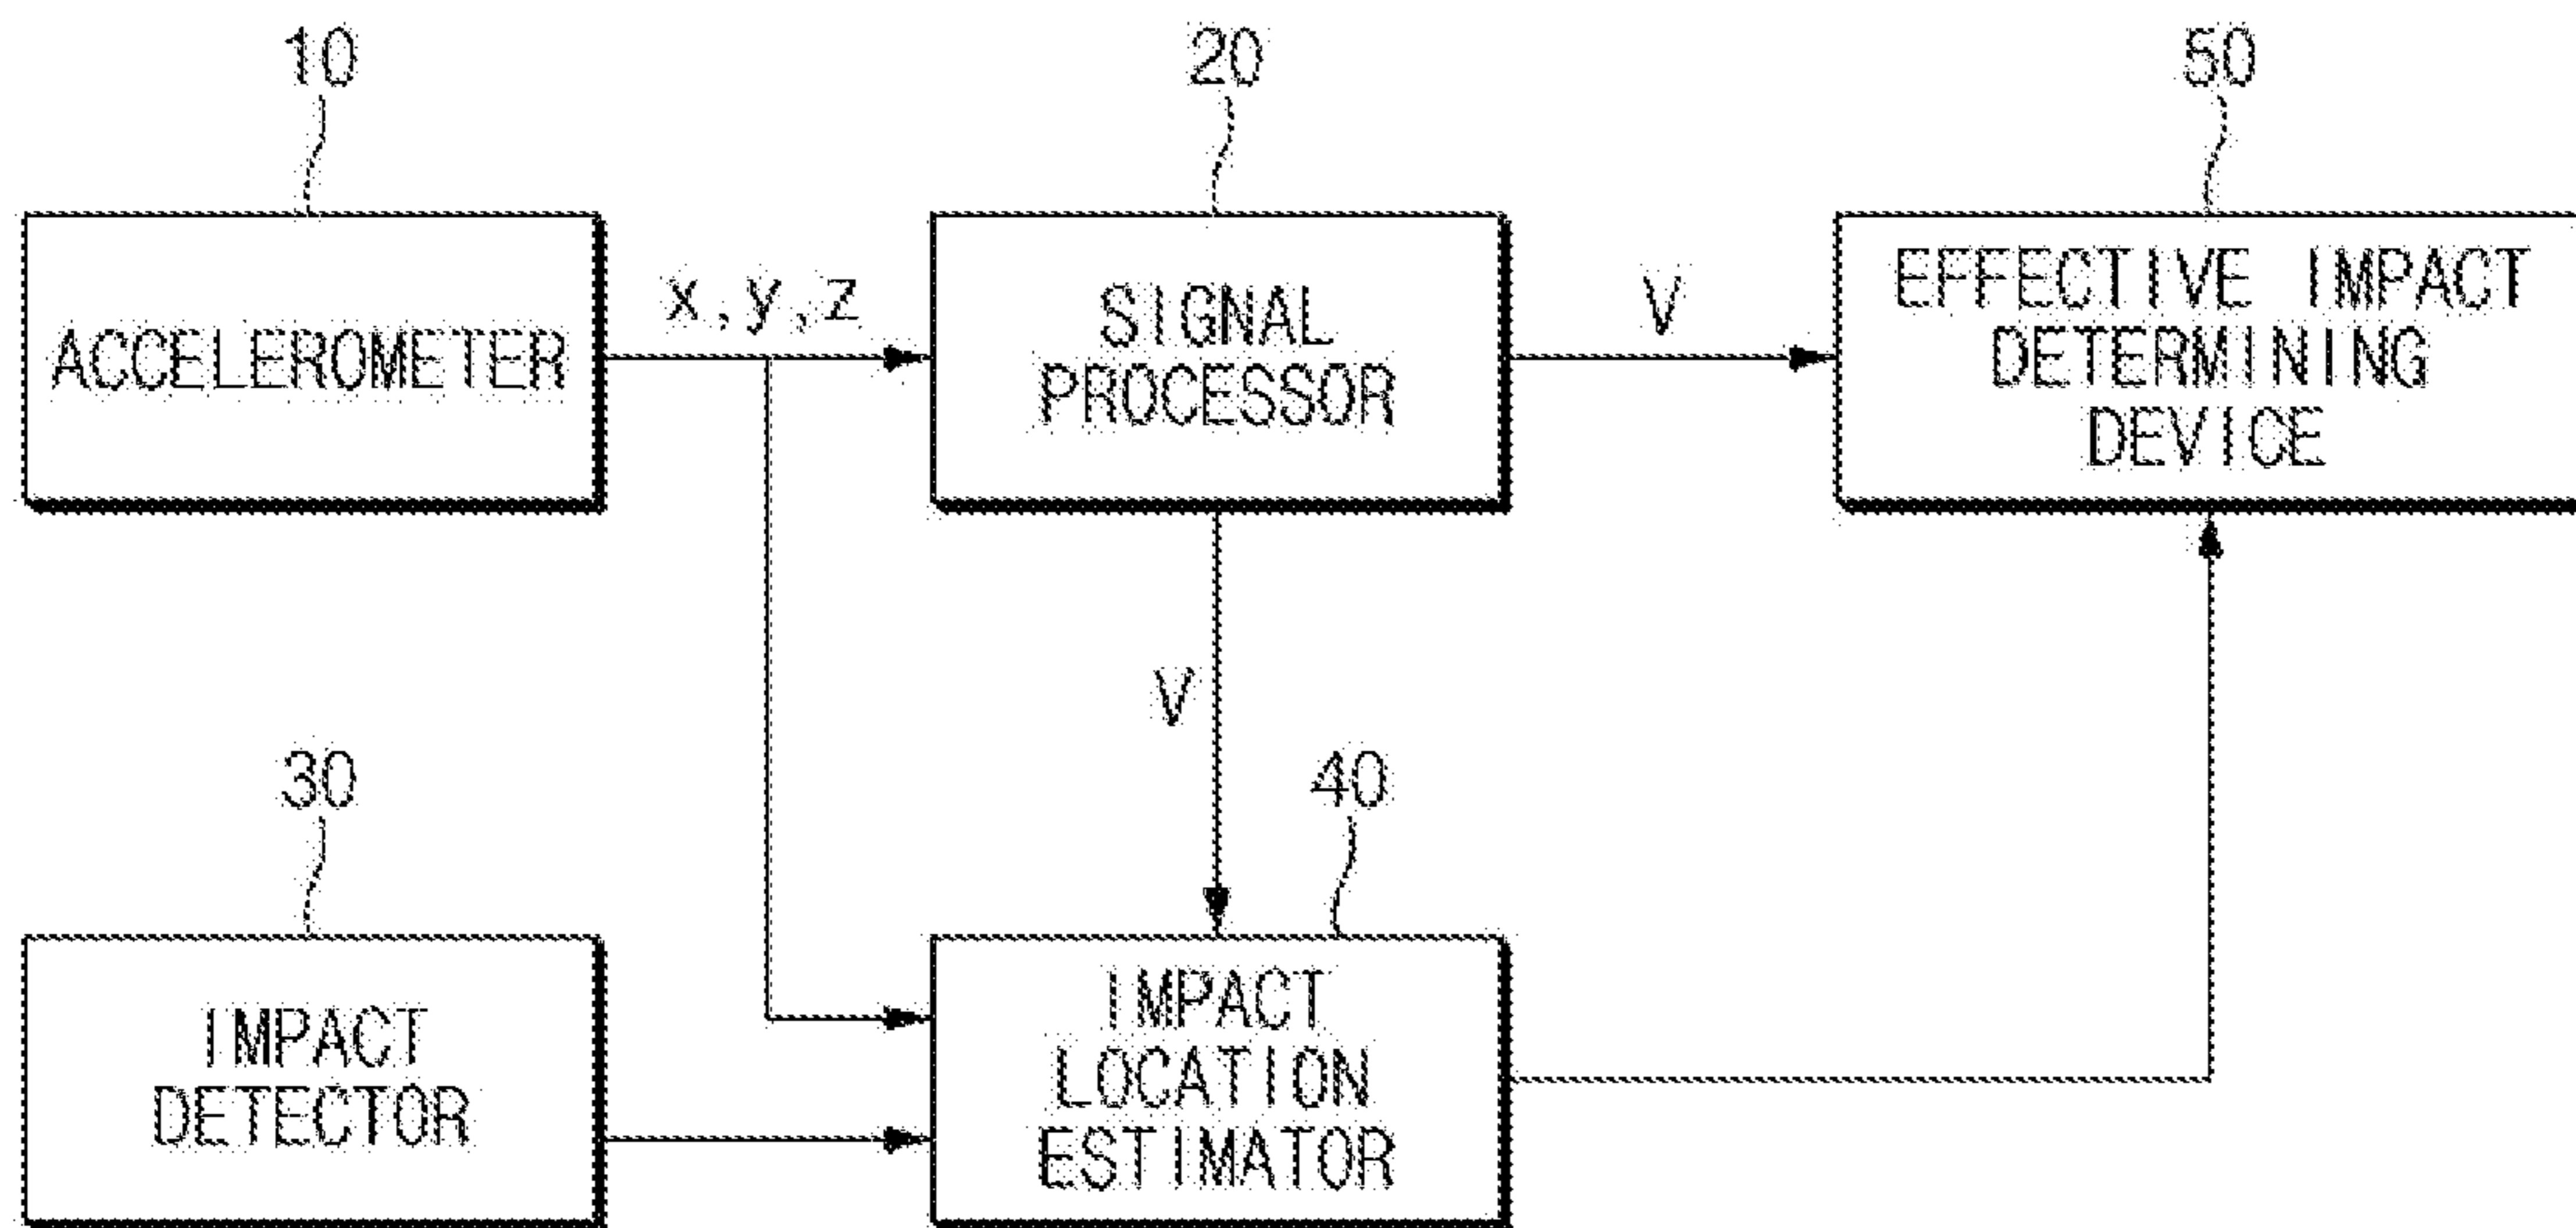 10
20
50
ACCELEROMETER
x,y,z
SIGNAL
PROCESSOR
V
EFFECTIVE IMPACT
DETERMINING
DEVICE
V
30
40
IMPACT
DETECTOR
IMPACT
LOCATION
ESTIMATOR